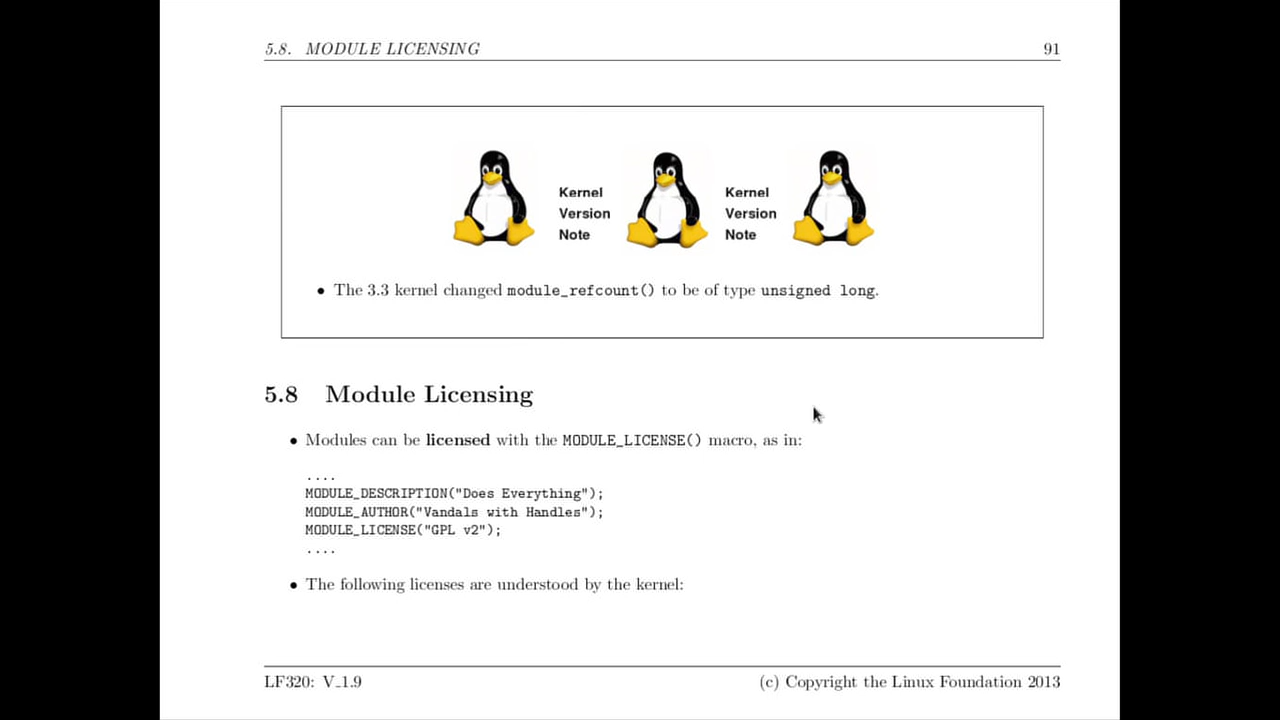 5.8. MODULE LICENSING 91
Kernel Kernel
Version Version
Note Note
• The 3.3 kernel changed module_refcount() to be of type unsigned long.
5.8 Module Licensing
• Modules can be licensed with the MODULE_LICENSE() macro, as in:
....
MODULE_DESCRIPTION("Does Everything");
MODULE_AUTHOR("Vandals with Handles");
MODULE_LICENSE("GPL v2");
....
• The following licenses are understood by the kernel:
LF320: V_1.9 (c) Copyright the Linux Foundation 2013